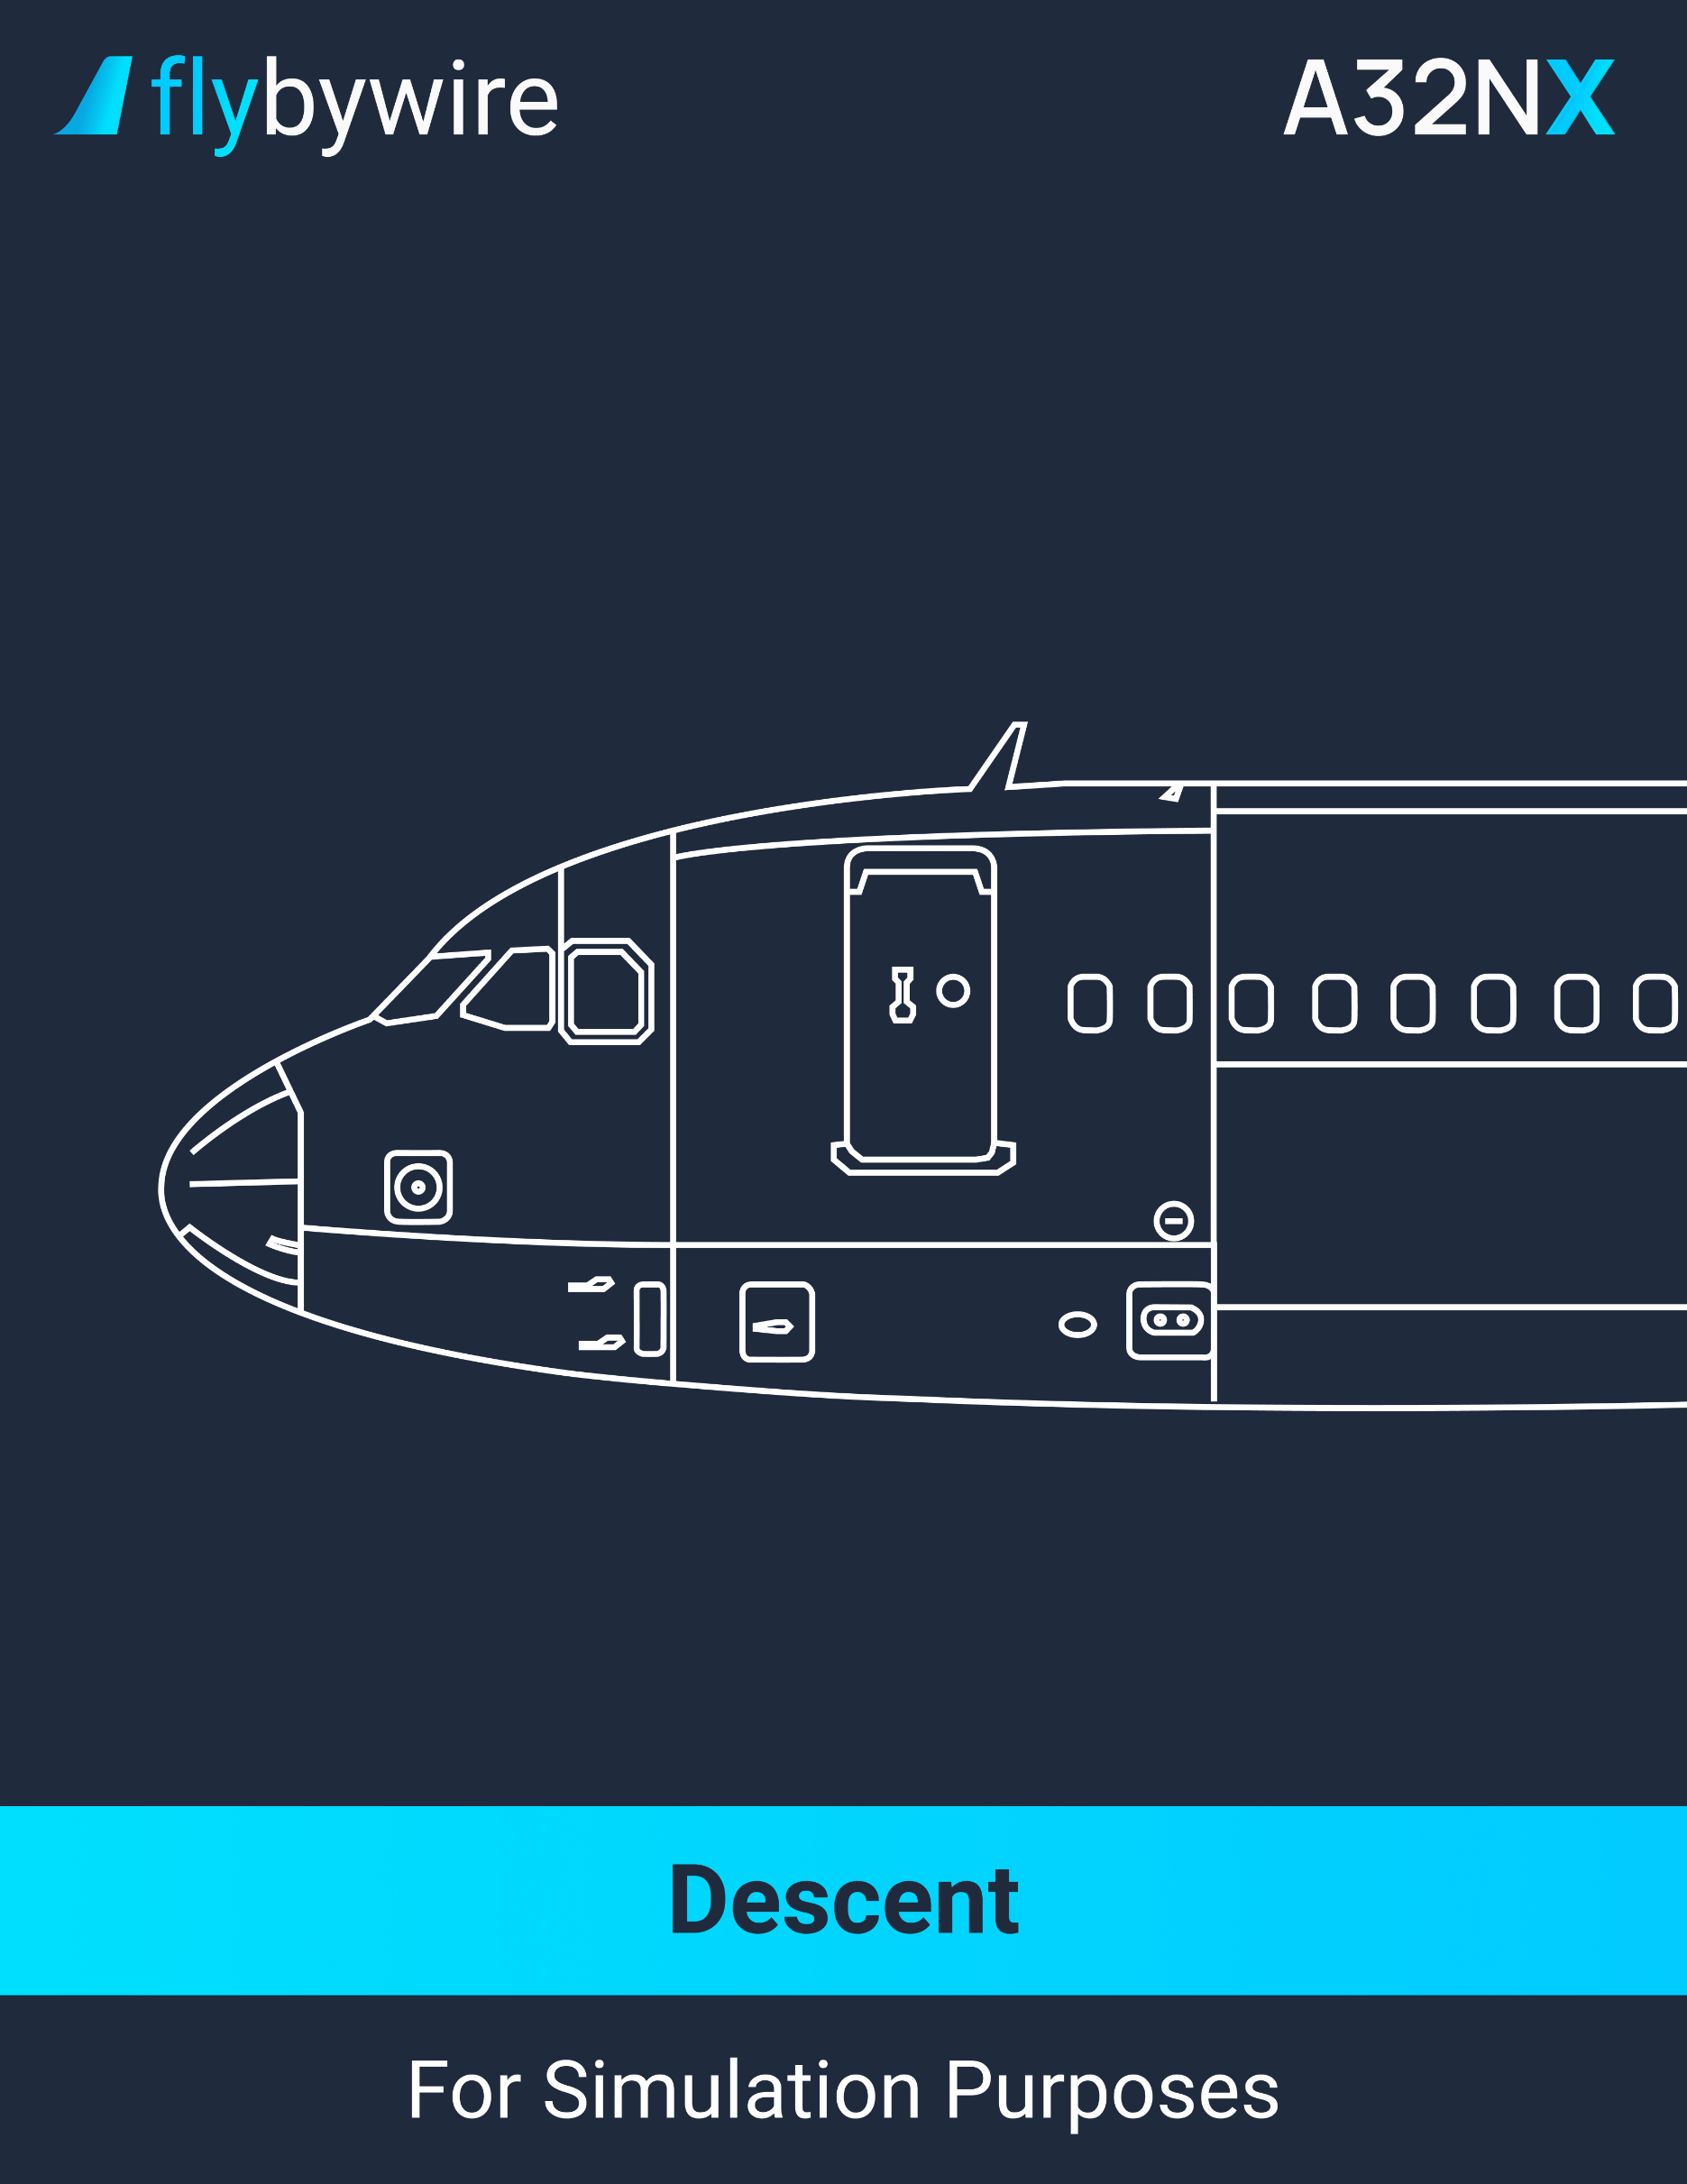 flybywire
A32NX
Descent
For Simulation Purposes